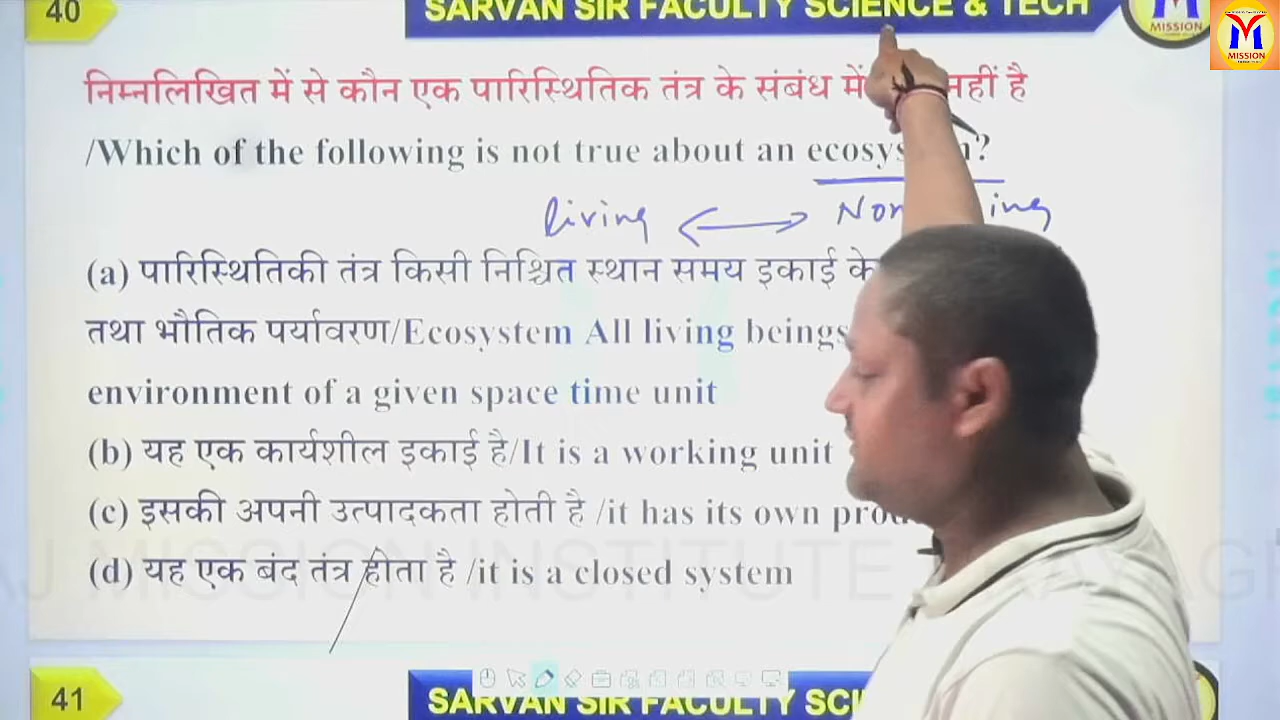 40
SARVAN SIR FACULTY SCIENCE & TECH
MISSION
MISSION
निम्नलिखित में से कौन एक पारिस्थितिक तंत्र के संबंध में नहीं है
/Which of the following is not true about an ?
living
(a) पारिस्थितिकी तंत्र किसी निश्चित स्थान समय इकाई के
तथा भौतिक पर्यावरण/Ecosystem All living beings
environment of a given space time unit
(b) यह एक कार्यशील इकाई है/It is a working unit
(c) इसकी अपनी उत्पादकता होती है /it has its own
(d) यह एक बंद तंत्र होता है /it is a closed system
MISSION INSTITUTE
41
SARVAN SIR FACULTY